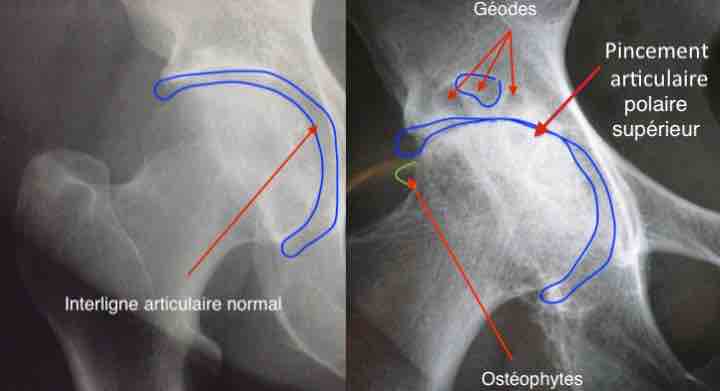 Géodes
Pincement
articulaire
polaire
supérieur
Interligne articulaire normal
Ostéophytes